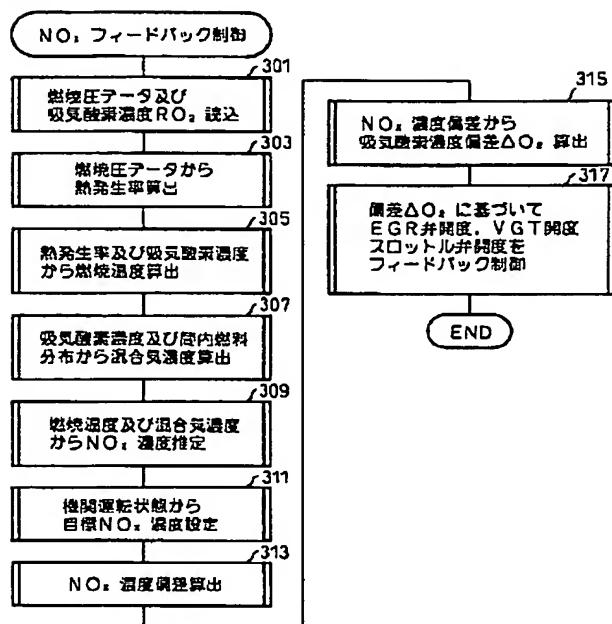 NOx フィードバック制御
301
燃焼圧データ及び
吸気酸素濃度RO2 読込
303
燃焼圧データから
熱発生率算出
305
熱発生率及び吸気酸素濃度
から燃焼温度算出
307
吸気酸素濃度及び筒内燃料
分布から混合気濃度算出
309
燃焼温度及び混合気濃度
からNOx 濃度推定
311
機関運転状態から
目標NOx 濃度設定
313
NOx 濃度偏差算出
315
NOx 濃度偏差から
吸気酸素濃度偏差ΔO2 算出
317
偏差ΔO2 に基づいて
EGR弁開度，VGT開度
スロットル弁開度を
フィードバック制御
END